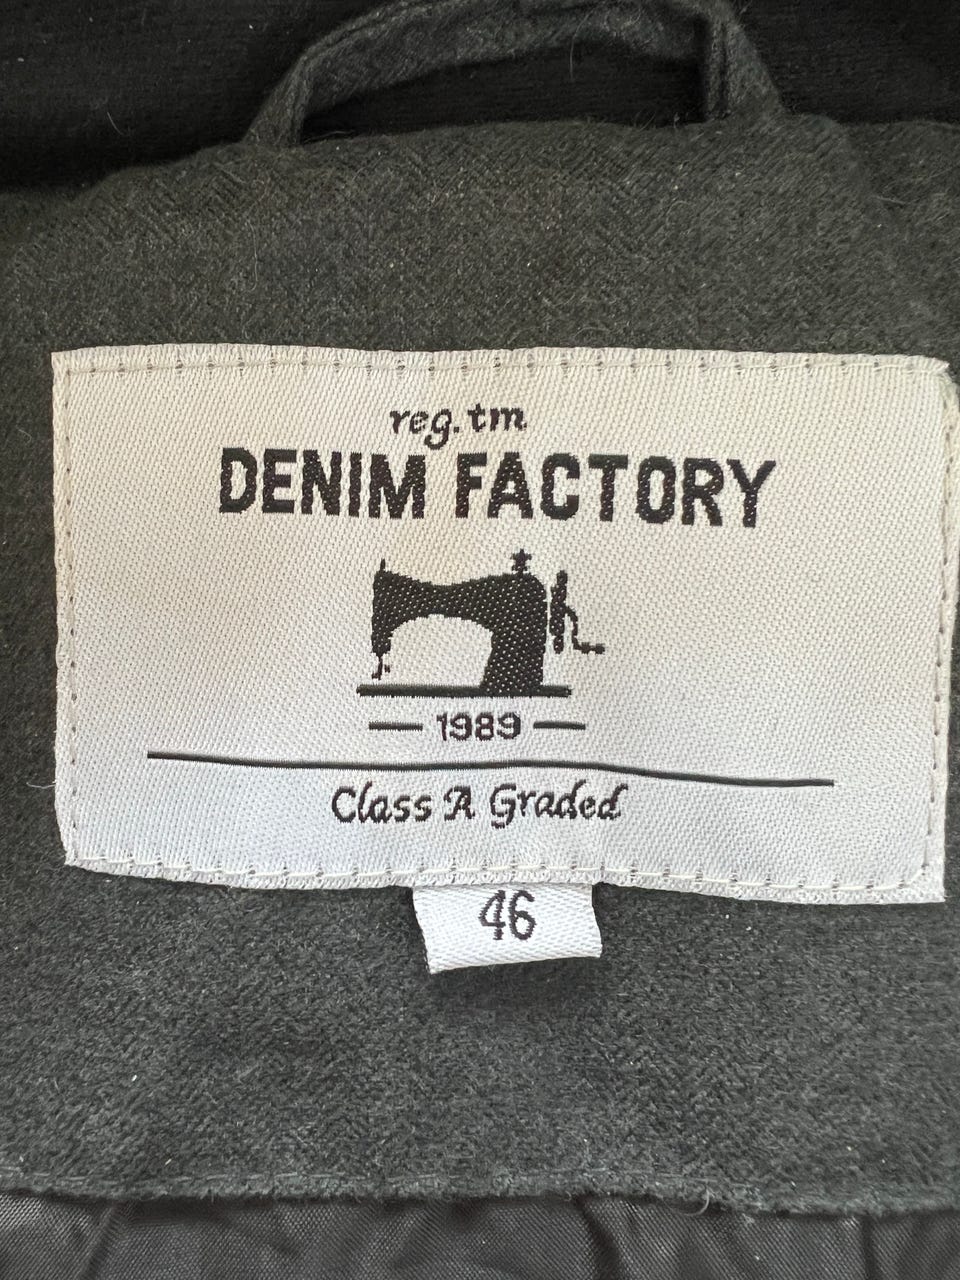 reg. tm
DENIM FACTORY
1989
Class A Graded
46